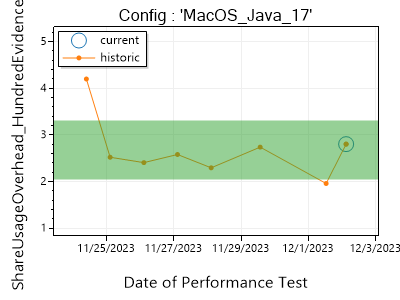 Config : 'MacOS_Java_17'
ShareUsageOverhead_HundredEvidence
current
historic
5
4
3
2
1
11/25/2023
11/27/2023
11/29/2023
12/1/2023
12/3/2023
Date of Performance Test